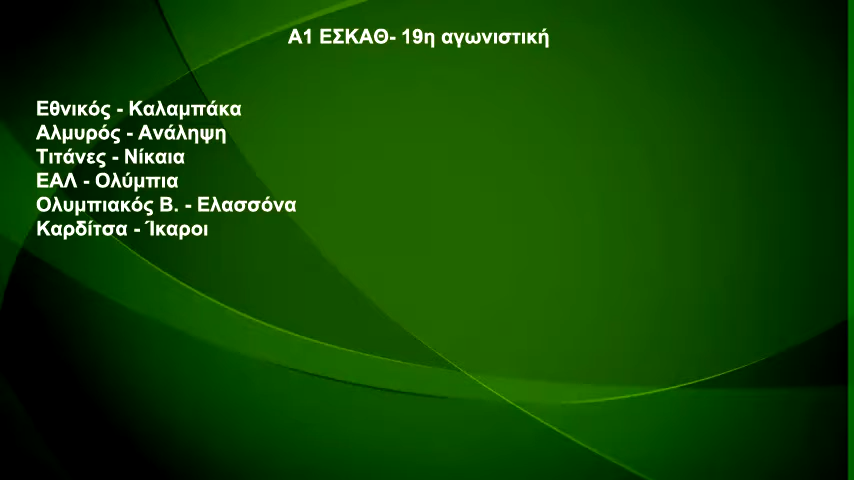 Α1 ΕΣΚΑΘ- 19η αγωνιστική
Εθνικός - Καλαμπάκα
Αλμυρός - Ανάληψη
Τιτάνες - Νίκαια
ΕΑΛ - Ολύμπια
Ολυμπιακός Β. - Ελασσόνα
Καρδίτσα - Ίκαροι